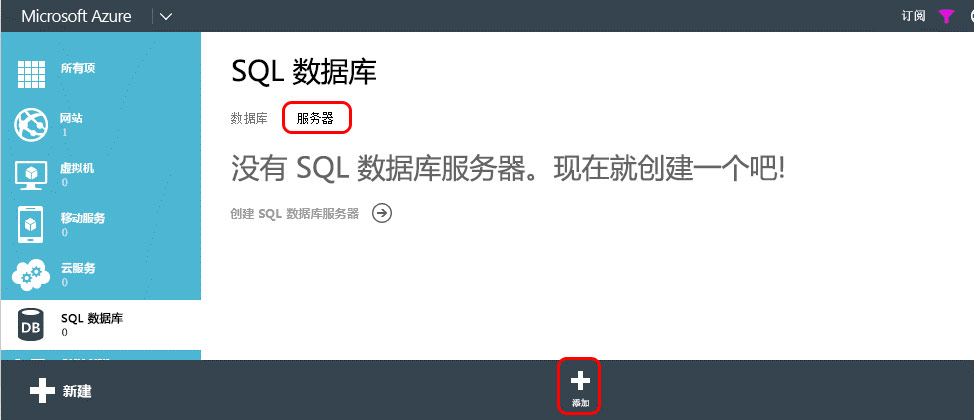 Microsoft Azure
订阅
所有项
网站
1
虚拟机
0
移动服务
0
云服务
0
DB
SQL 数据库
0
SQL 数据库
数据库 服务器
没有 SQL 数据库服务器。现在就创建一个吧!
创建 SQL 数据库服务器
新建
添加